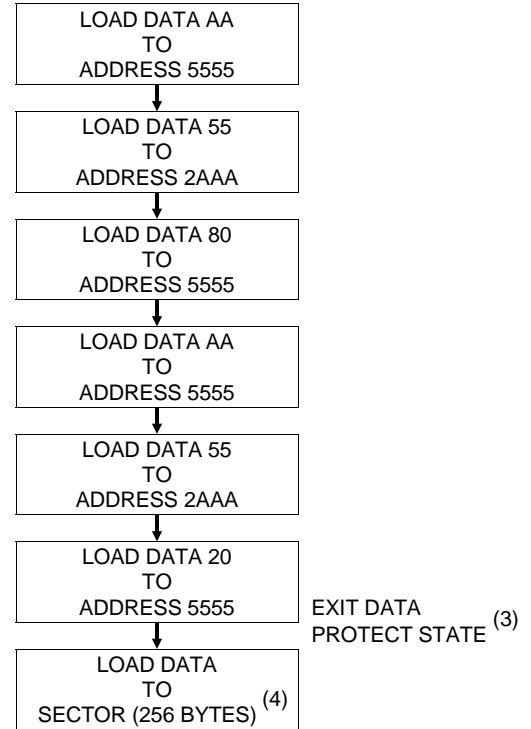 LOAD DATA AA
TO
ADDRESS 5555
LOAD DATA 55
TO
ADDRESS 2AAA
LOAD DATA 80
TO
ADDRESS 5555
LOAD DATA AA
TO
ADDRESS 5555
LOAD DATA 55
TO
ADDRESS 2AAA
LOAD DATA 20
TO
ADDRESS 5555
EXIT DATA
PROTECT STATE (3)
LOAD DATA
TO
SECTOR (256 BYTES) (4)